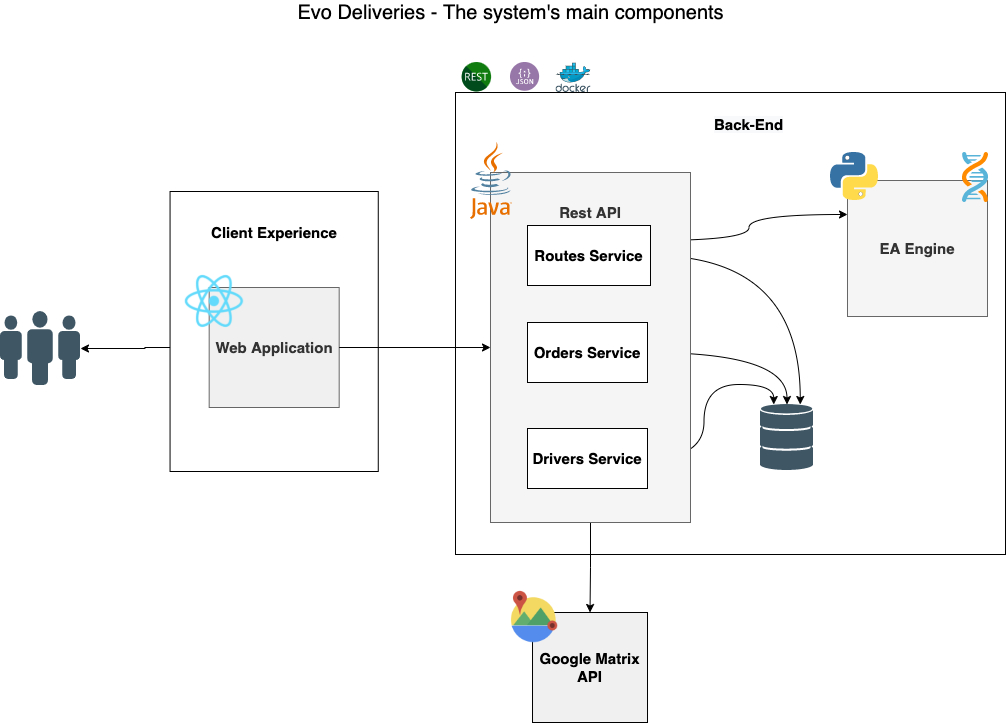 Evo Deliveries - The system's main components
REST
{;}
JSON
docker
Back-End
Java
Rest API
Client Experience
Routes Service
EA Engine
Web Application
Orders Service
Drivers Service
Google Matrix
API